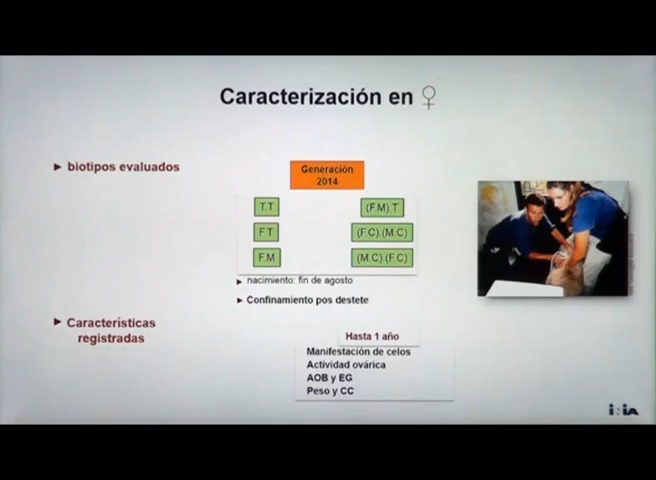 Caracterización en ♀
► biotipos evaluados
Generación
2014
T.T
(F.M) T
F.T
(F.C) (M.C)
F.M
(M.C) (F.C)
► nacimiento: fin de agosto
► Confinamiento pos destete
► Características
registradas
Hasta 1 año
Manifestación de celos
Actividad ovárica
AOB y EG
Peso y CC